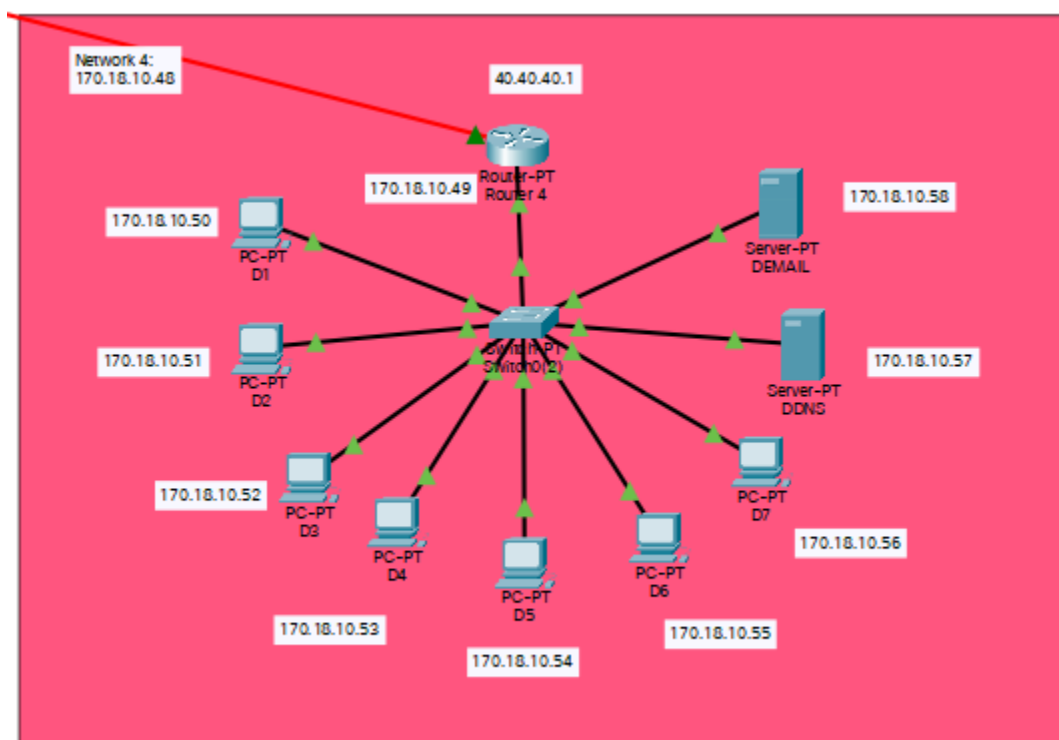 Network 4:
170.18.10.48
40.40.40.1
Router-PT
Router 4
170.18.10.49
170.18.10.50
PC-PT
D1
170.18.10.58
Server-PT
DEMAIL
170.18.10.51
PC-PT
D2
Switch-PT
Switch0(2)
170.18.10.57
Server-PT
DDNS
170.18.10.52
PC-PT
D3
PC-PT
D4
PC-PT
D5
PC-PT
D6
PC-PT
D7
170.18.10.56
170.18.10.53
170.18.10.54
170.18.10.55